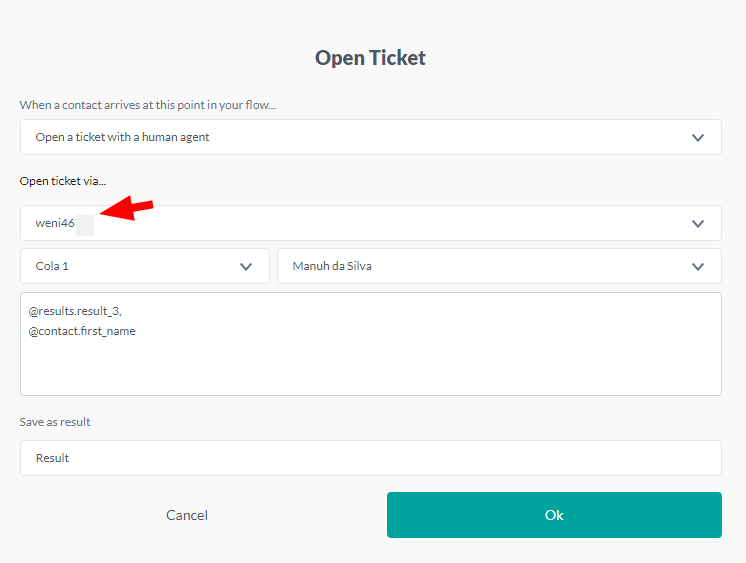 Open Ticket
When a contact arrives at this point in your flow...
Open a ticket with a human agent
Open ticket via...
weni46
Cola 1
Manuh da Silva
@results.result_3,
@contact.first_name
Save as result
Result
Cancel
Ok